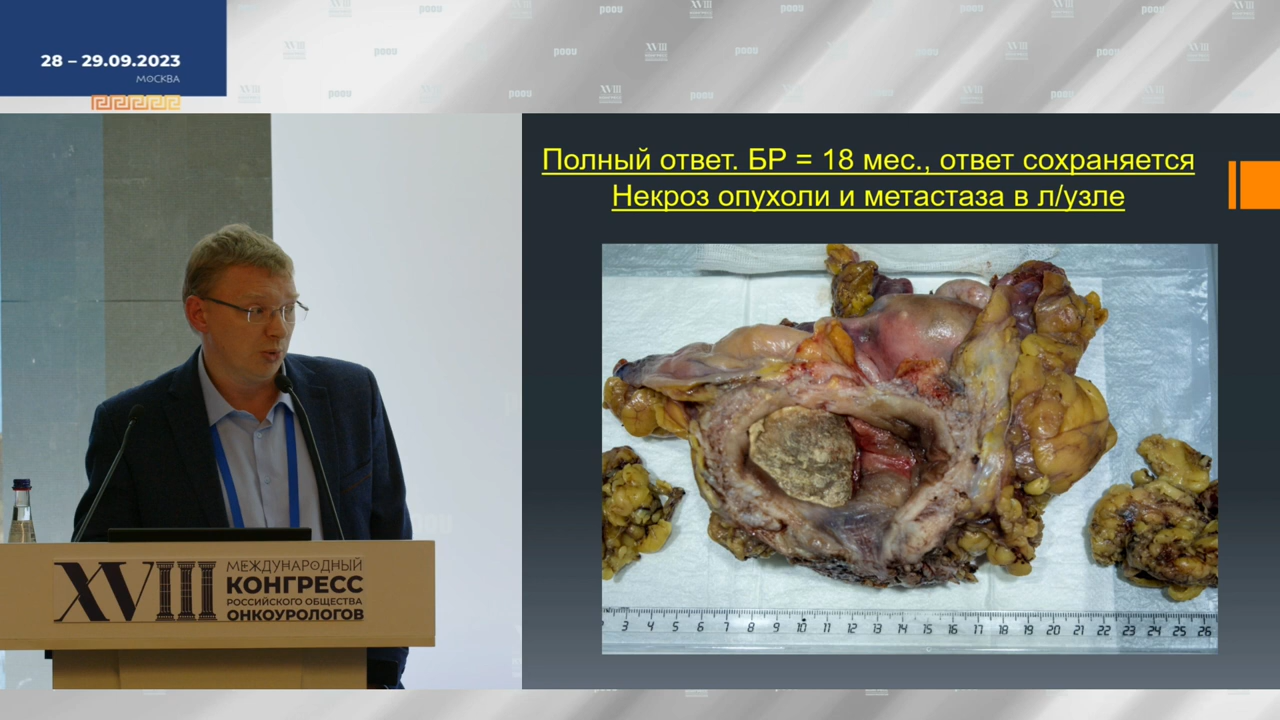 28 – 29.09.2023
МОСКВА
Полный ответ. БР = 18 мес., ответ сохраняется
Некроз опухоли и метастаза в л/узле
XVIII
МЕЖДУНАРОДНЫЙ
КОНГРЕСС
РОССИЙСКОГО ОБЩЕСТВА
ОНКОУРОЛОГОВ
3 4 5 6 7 8 9 10 11 12 13 14 15 16 17 18 19 20 21 22 23 24 25 26